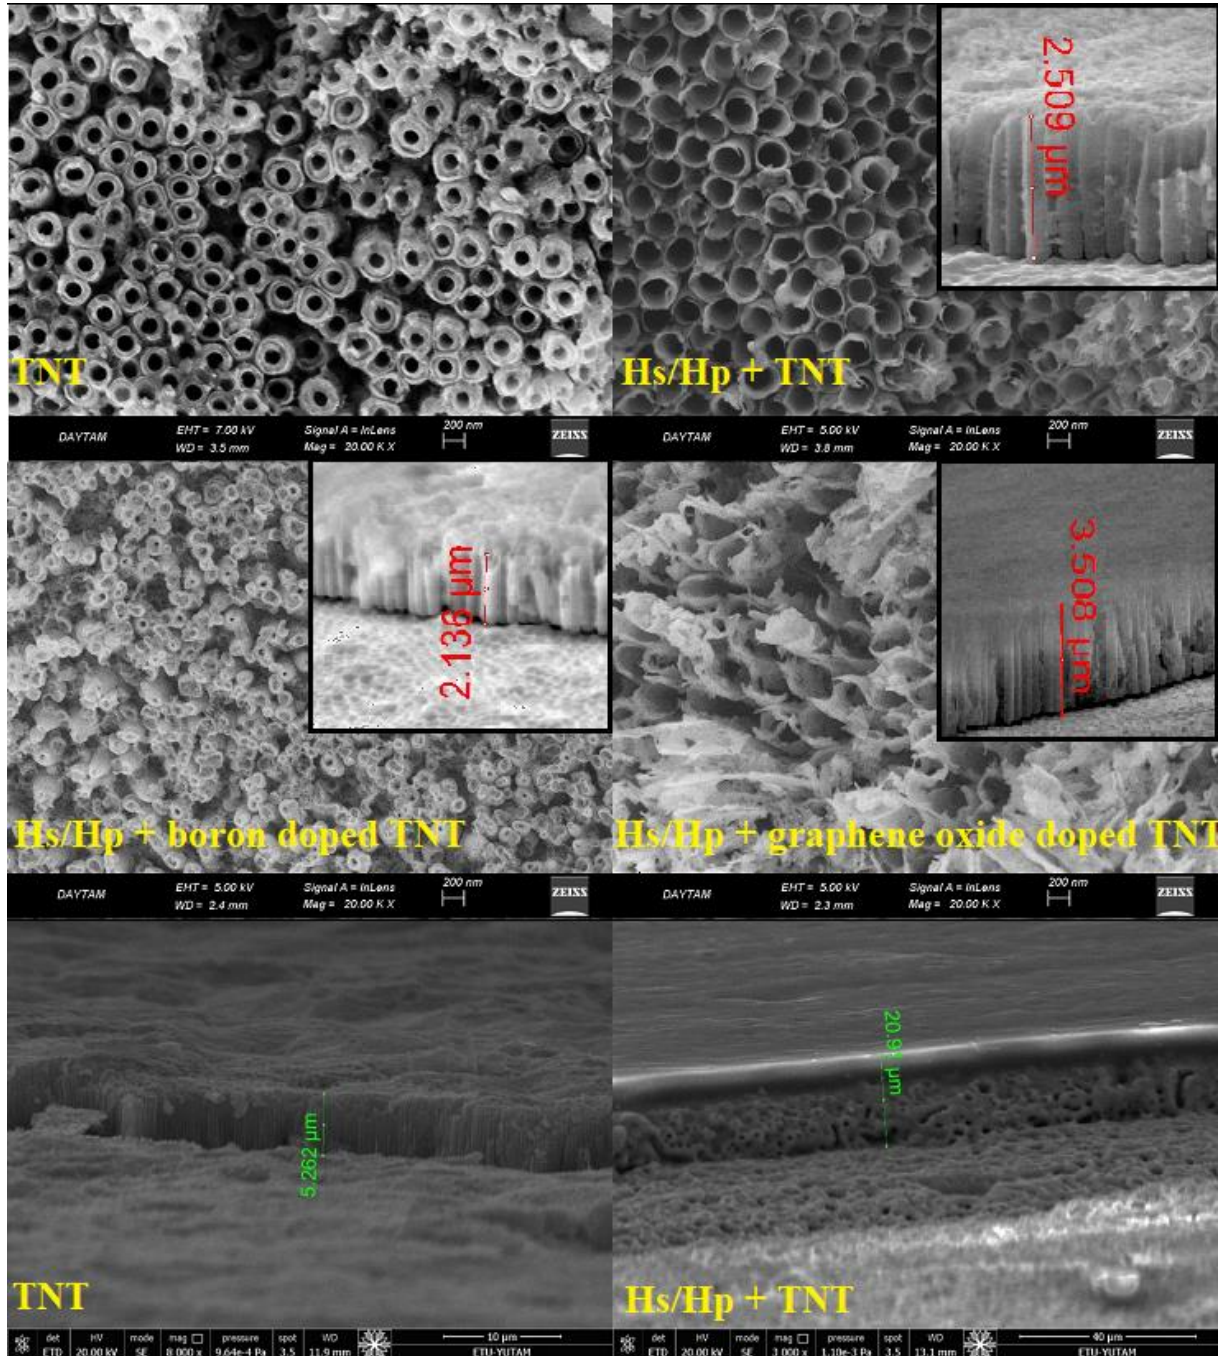 2.509 µm
TNT
Hs/Hp + TNT
DAYTAM
EHT = 7.00 kV
WD = 3.5 mm
Signal A = InLens
Mag = 20.00 K X
200 nm
ZEISS
DAYTAM
EHT = 5.00 kV
WD = 3.8 mm
Signal A = InLens
Mag = 20.00 K X
200 nm
ZEISS
2.136 µm
3.508 µm
Hs/Hp + boron doped TNT
Hs/Hp + graphene oxide doped TNT
DAYTAM
EHT = 5.00 kV
WD = 2.4 mm
Signal A = InLens
Mag = 20.00 K X
200 nm
ZEISS
DAYTAM
EHT = 5.00 kV
WD = 2.3 mm
Signal A = InLens
Mag = 20.00 K X
200 nm
ZEISS
5.262 µm
20.91 µm
TNT
Hs/Hp + TNT
det HV mode mag pressure spot WD 10 µm
ETD 20.00 kV SE 8 000 x 9.64e-4 Pa 3.5 11.9 mm ETU-YUTAM
det HV mode mag pressure spot WD 40 µm
ETD 20.00 kV SE 3 000 x 1.10e-3 Pa 3.5 13.1 mm ETU-YUTAM